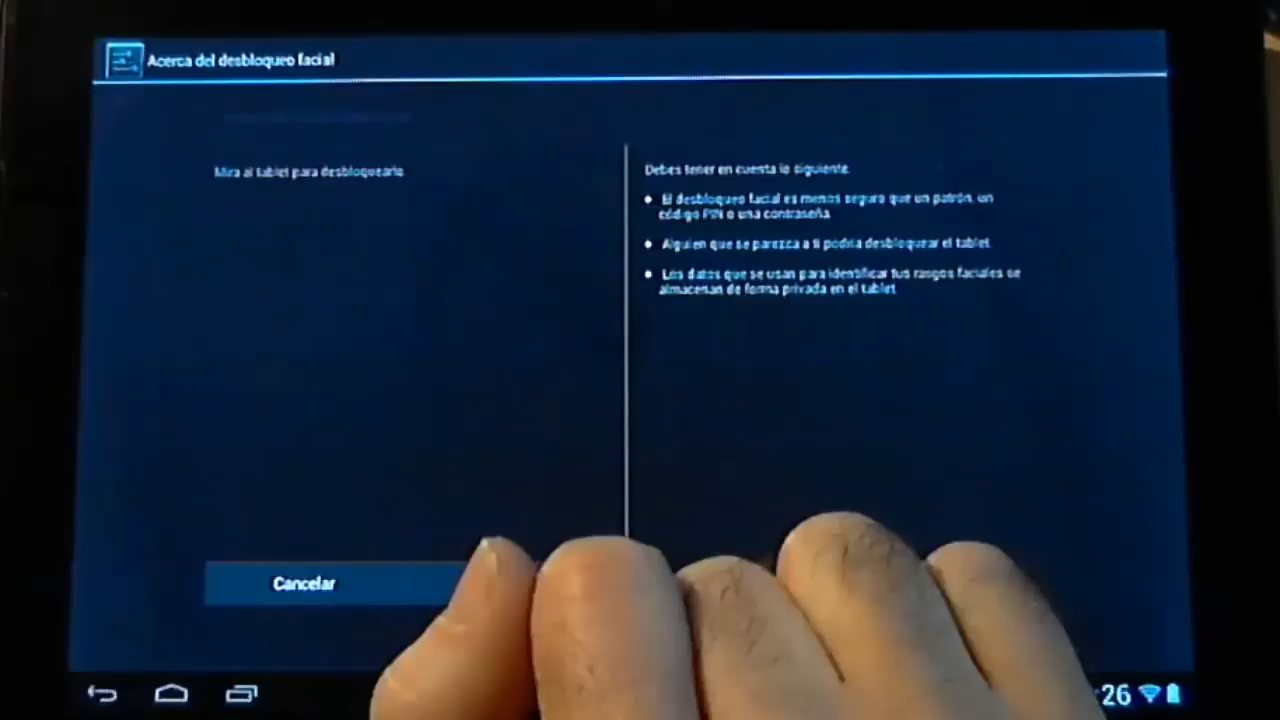 Acerca del desbloqueo facial
Mira al tablet para desbloquearlo.
Debes tener en cuenta lo siguiente:
El desbloqueo facial es menos seguro que un patrón, un
código PIN o una contraseña.
Alguien que se parezca a ti podría desbloquear el tablet.
Los datos que se usan para identificar tus rasgos faciales se
almacenan de forma privada en el tablet.
Cancelar
:26